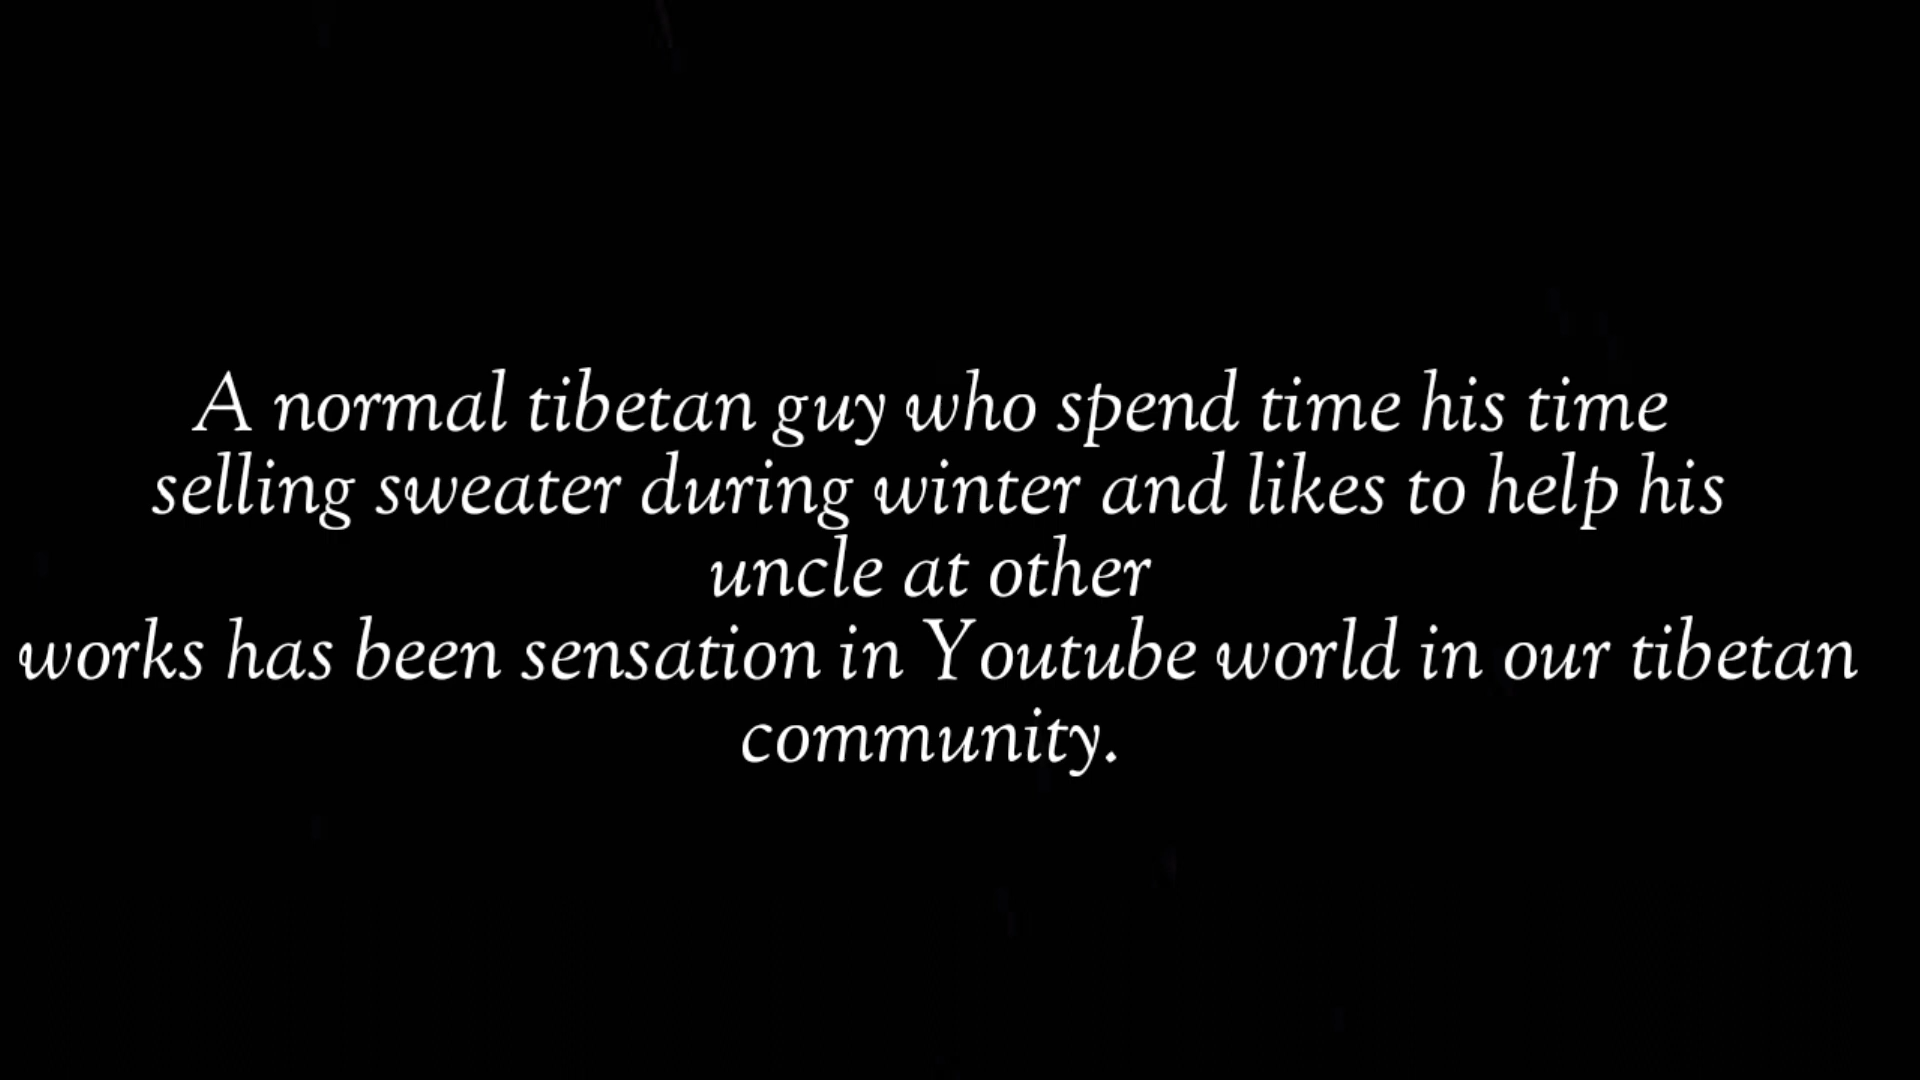 A normal tibetan guy who spend time his time
selling sweater during winter and likes to help his
uncle at other
works has been sensation in Youtube world in our tibetan
community.